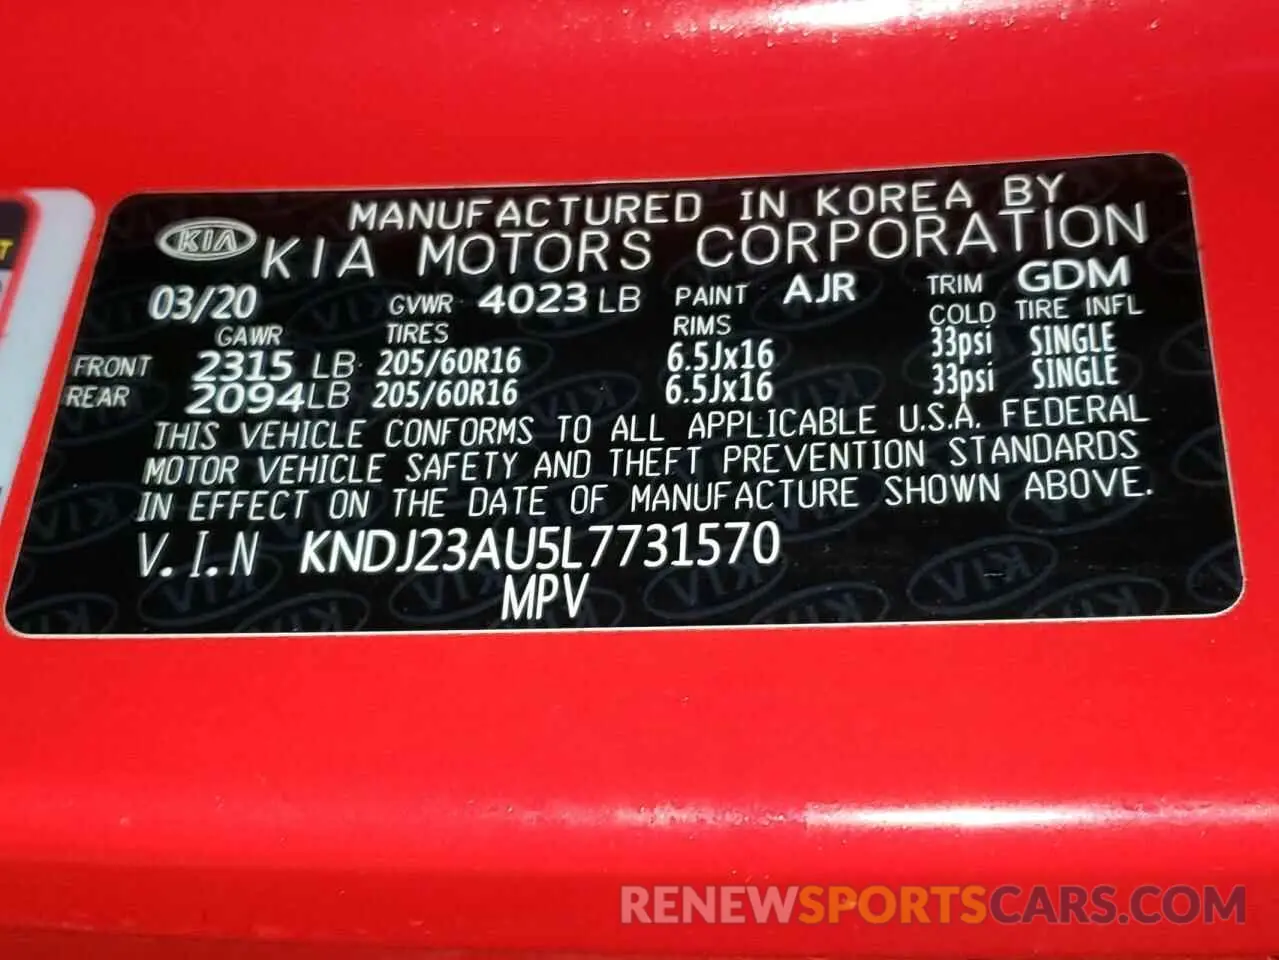 MANUFACTURED IN KOREA BY
KIA KIA MOTORS CORPORATION
03/20 GVWR 4023 LB PAINT AJR TRIM GDM
GAWR TIRES RIMS COLD TIRE INFL
FRONT 2315 LB 205/60R16 6.5Jx16 33psi SINGLE
REAR 2094LB 205/60R16 6.5Jx16 33psi SINGLE
THIS VEHICLE CONFORMS TO ALL APPLICABLE U.S.A. FEDERAL
MOTOR VEHICLE SAFETY AND THEFT PREVENTION STANDARDS
IN EFFECT ON THE DATE OF MANUFACTURE SHOWN ABOVE.
V.I.N KNDJ23AU5L7731570
MPV
RENEWSPORTSCARS.COM